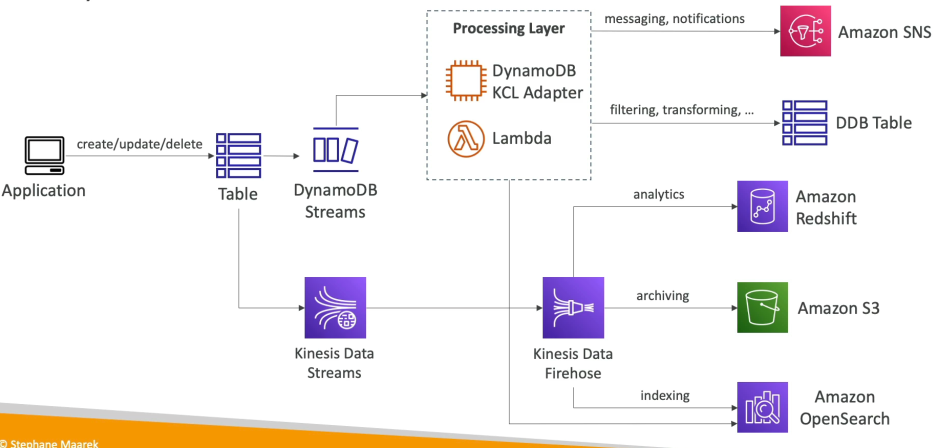 Processing Layer
DynamoDB
KCL Adapter
Lambda
messaging, notifications
Amazon SNS
filtering, transforming, ...
DDB Table
create/update/delete
Application
Table
DynamoDB
Streams
analytics
Amazon
Redshift
archiving
Amazon S3
Kinesis Data
Streams
Kinesis Data
Firehose
indexing
Amazon
OpenSearch
© Stephane Maarek